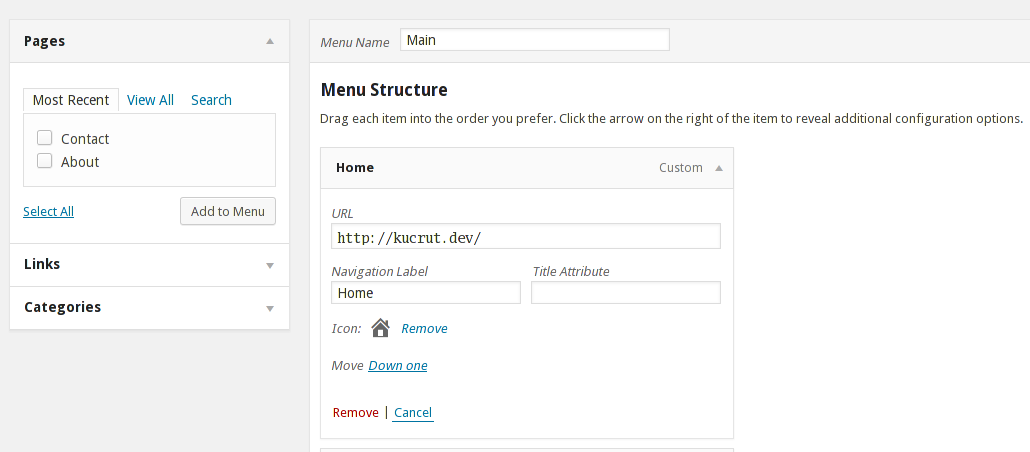 Pages
Most Recent View All Search
Contact
About
Select All Add to Menu
Links
Categories
Menu Name Main
Menu Structure
Drag each item into the order you prefer. Click the arrow on the right of the item to reveal additional configuration options.
Home Custom
URL
http://kucrut.dev/
Navigation Label Title Attribute
Home
Icon: Remove
Move Down one
Remove | Cancel